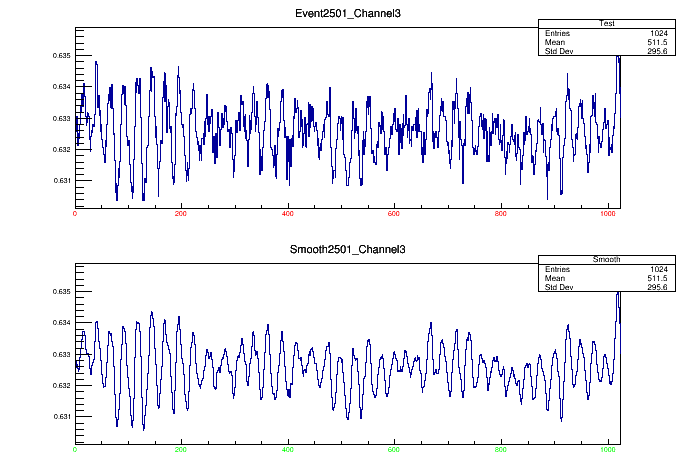 Event2501_Channel3
Test
Entries 1024
Mean 511.5
Std Dev 295.6
0.635
0.634
0.633
0.632
0.631
0 200 400 600 800 1000
Smooth2501_Channel3
Smooth
Entries 1024
Mean 511.5
Std Dev 295.6
0.635
0.634
0.633
0.632
0.631
0 200 400 600 800 1000